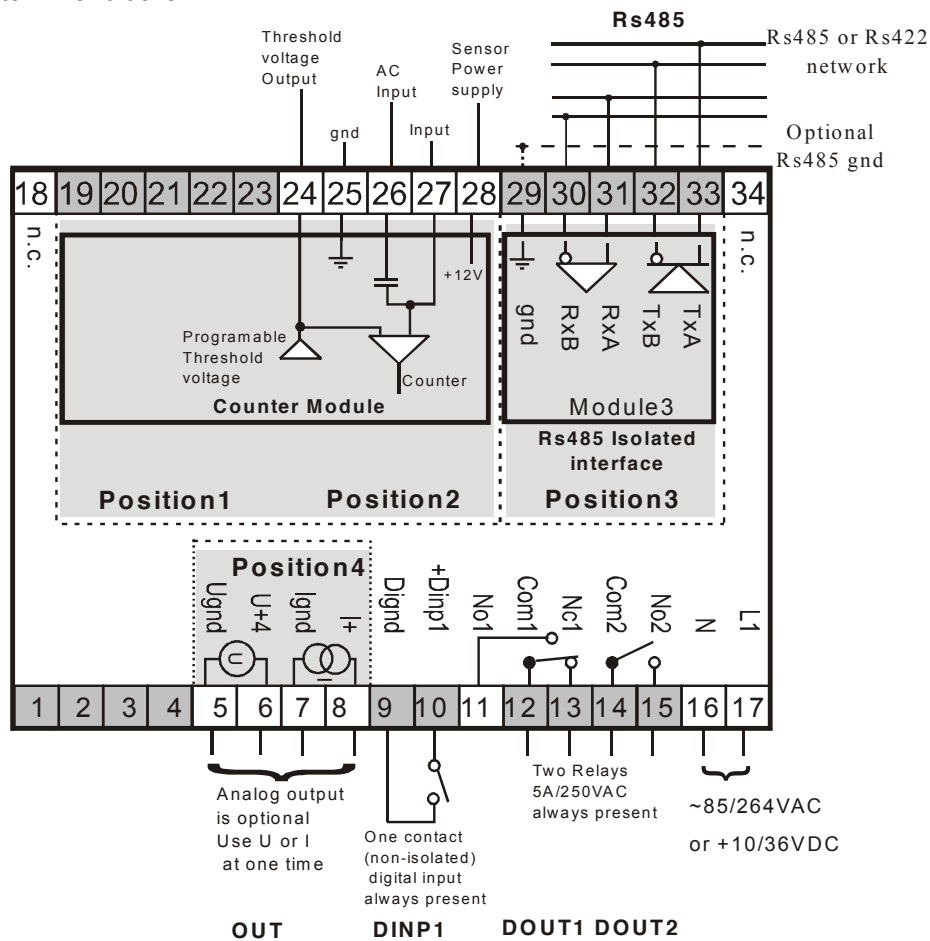 Rs485
Threshold
voltage
Output
AC
Input
Sensor
Power
supply
gnd
Input
Rs485 or Rs422
network
Optional
Rs485 gnd
18 19 20 21 22 23 24 25 26 27 28 29 30 31 32 33 34
n.c.
+12V
Programable
Threshold
voltage
Counter
Counter Module
gnd
RxB
RxA
TxB
TxA
n.c.
Module3
Rs485 Isolated
interface
Position1
Position2
Position3
Position4
Ugnd
U+4
Ignd
I+
Dignd
+Dinp1
No1
Com1
Nc1
Com2
No2
N
L1
U
I
1 2 3 4 5 6 7 8 9 10 11 12 13 14 15 16 17
Analog output
is optional
Use U or I
at one time
One contact
(non-isolated)
digital input
always present
Two Relays
5A/250VAC
always present
~85/264VAC
or +10/36VDC
OUT
DINP1
DOUT1 DOUT2